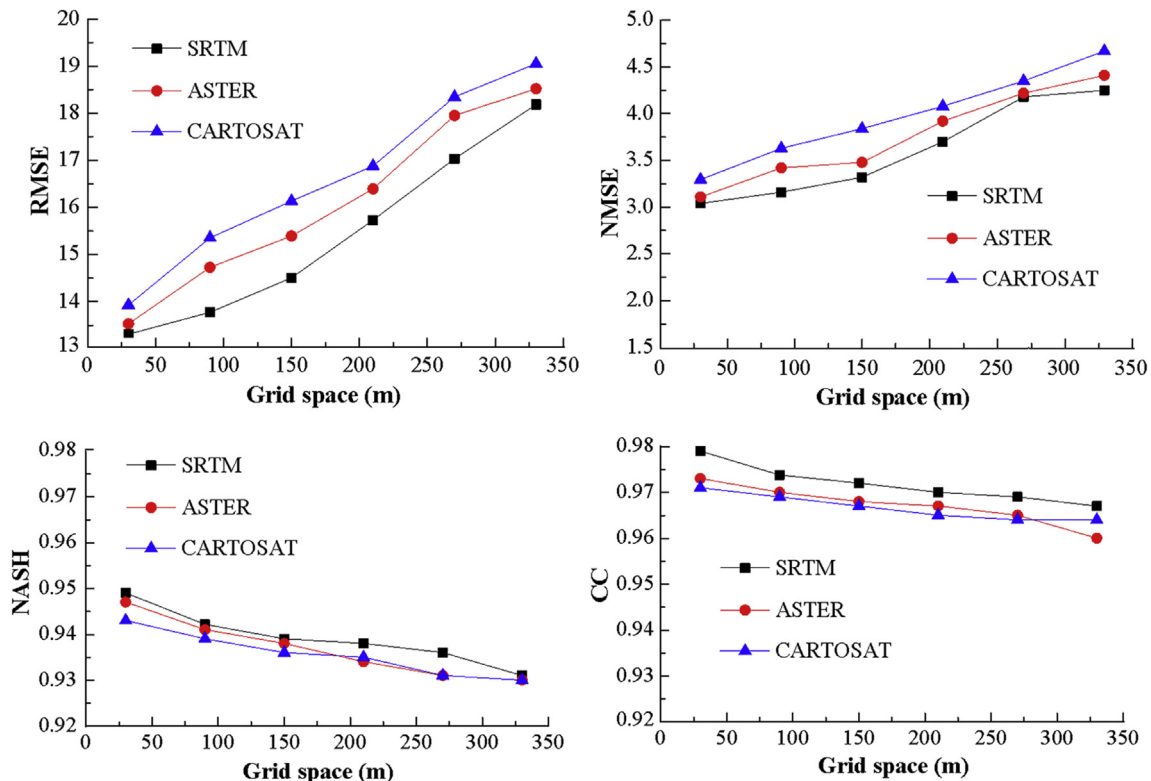 RMSE
20
19
18
17
16
15
14
13
SRTM
ASTER
CARTOSAT
0 50 100 150 200 250 300 350
Grid space (m)
NMSE
5.0
4.5
4.0
3.5
3.0
2.5
2.0
1.5
SRTM
ASTER
CARTOSAT
0 50 100 150 200 250 300 350
Grid space (m)
NASH
0.98
0.97
0.96
0.95
0.94
0.93
0.92
SRTM
ASTER
CARTOSAT
0 50 100 150 200 250 300 350
Grid space (m)
CC
0.98
0.97
0.96
0.95
0.94
0.93
0.92
SRTM
ASTER
CARTOSAT
0 50 100 150 200 250 300 350
Grid space (m)